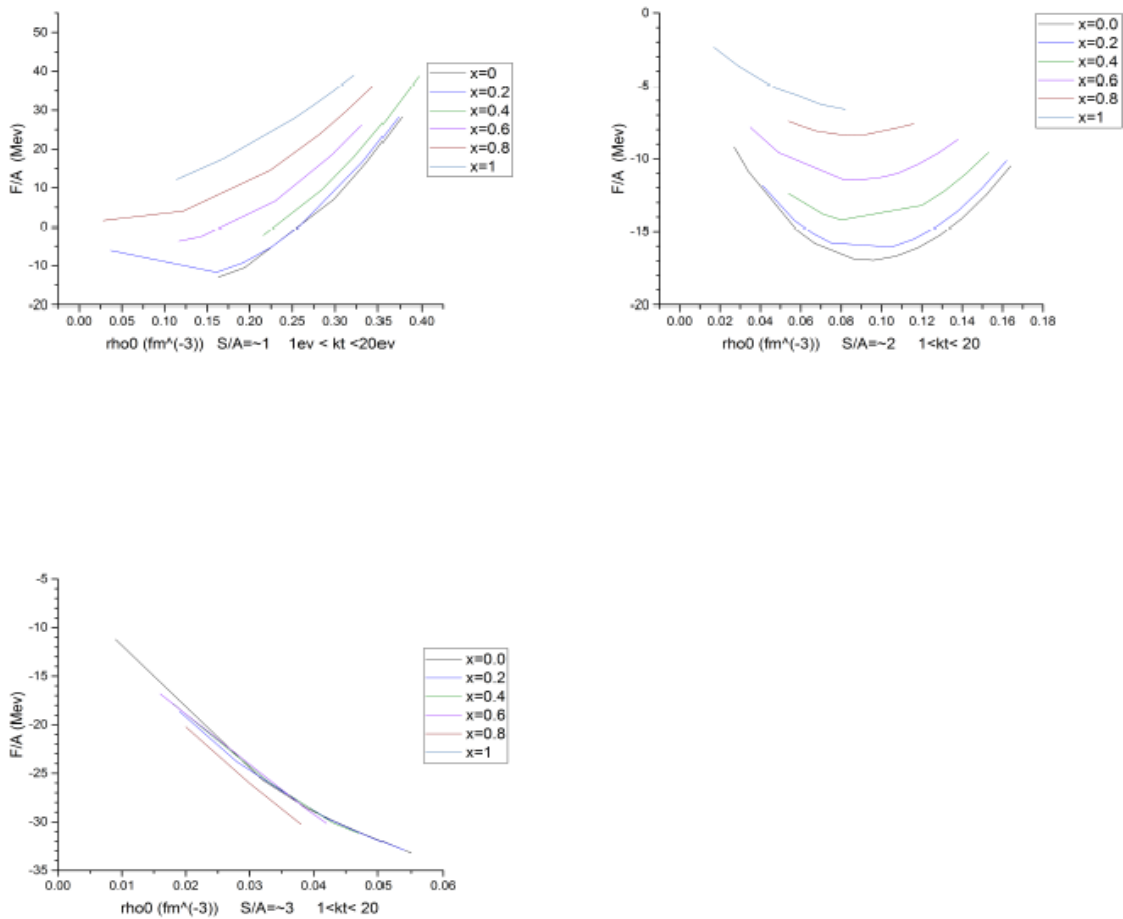 55
50
40
30
20
10
0
-10
-20
F/A (Mev)
0.00 0.05 0.10 0.15 0.20 0.25 0.30 0.35 0.40
rho0 (fm^(-3)) S/A=~1 1ev < kt <20ev
x=0
x=0.2
x=0.4
x=0.6
x=0.8
x=1
0
-5
-10
-15
-20
F/A (Mev)
0.00 0.02 0.04 0.06 0.08 0.10 0.12 0.14 0.16 0.18
rho0 (fm^(-3)) S/A=~2 1<kt< 20
x=0.0
x=0.2
x=0.4
x=0.6
x=0.8
x=1
-5
-10
-15
-20
-25
-30
-35
F/A (Mev)
0.00 0.01 0.02 0.03 0.04 0.05 0.06
rho0 (fm^(-3)) S/A=~3 1<kt< 20
x=0.0
x=0.2
x=0.4
x=0.6
x=0.8
x=1